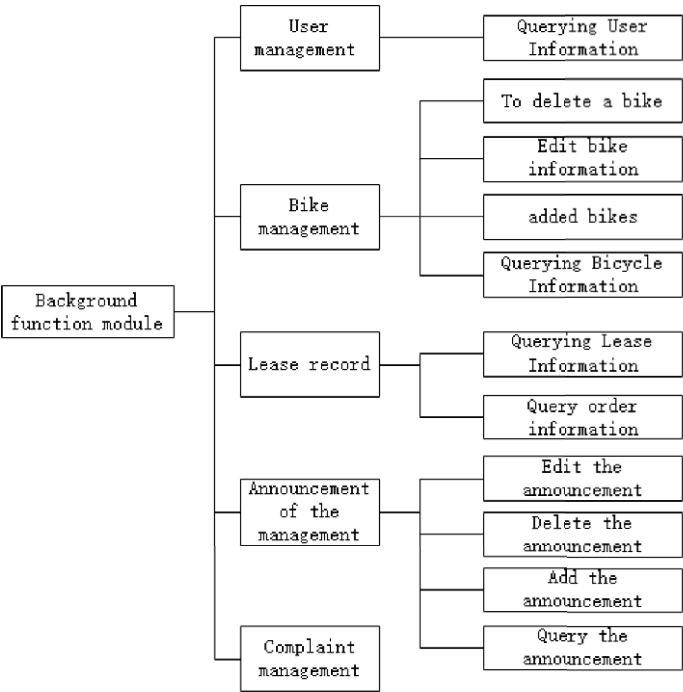 User
management
Querying User
Information
To delete a bike
Edit bike
information
Bike
management
added bikes
Querying Bicycle
Information
Background
function module
Lease record
Querying Lease
Information
Query order
information
Announcement
of the
management
Edit the
announcement
Delete the
announcement
Add the
announcement
Query the
announcement
Complaint
management